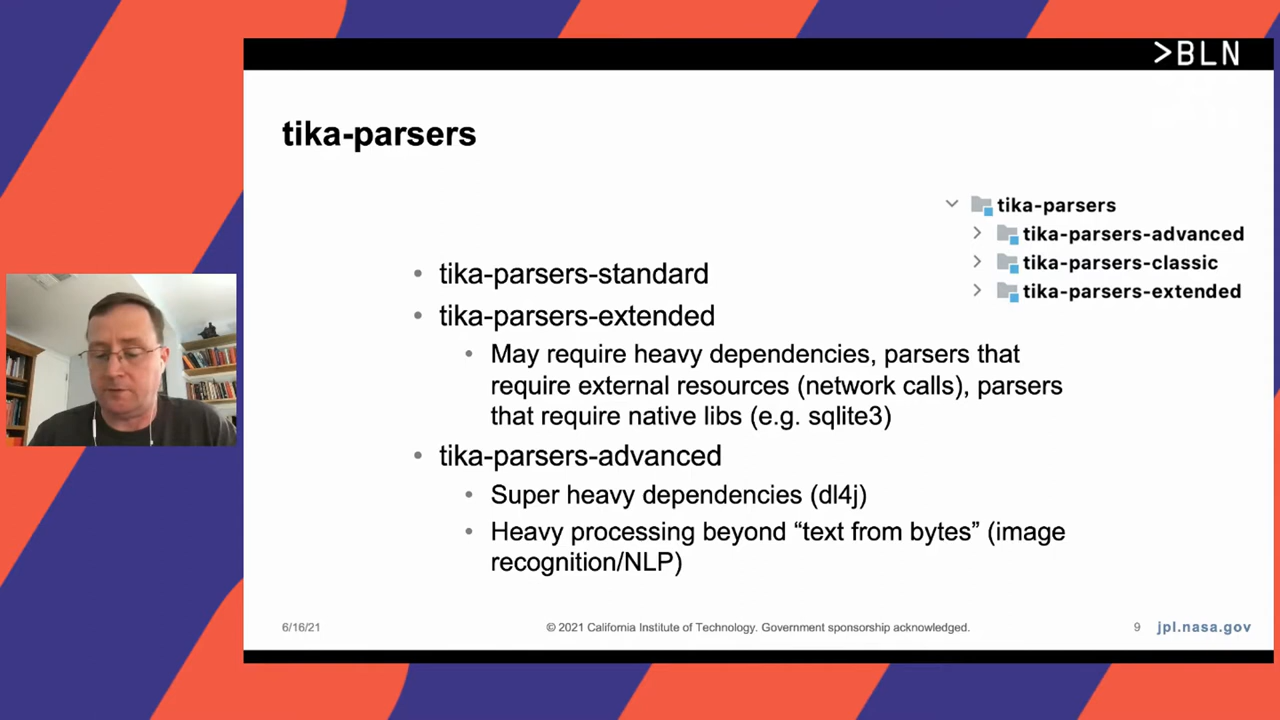 >BLN
tika-parsers
tika-parsers
tika-parsers-advanced
tika-parsers-classic
tika-parsers-extended
• tika-parsers-standard
• tika-parsers-extended
• May require heavy dependencies, parsers that
require external resources (network calls), parsers
that require native libs (e.g. sqlite3)
• tika-parsers-advanced
• Super heavy dependencies (dl4j)
• Heavy processing beyond “text from bytes” (image
recognition/NLP)
6/16/21
© 2021 California Institute of Technology. Government sponsorship acknowledged.
9
jpl.nasa.gov